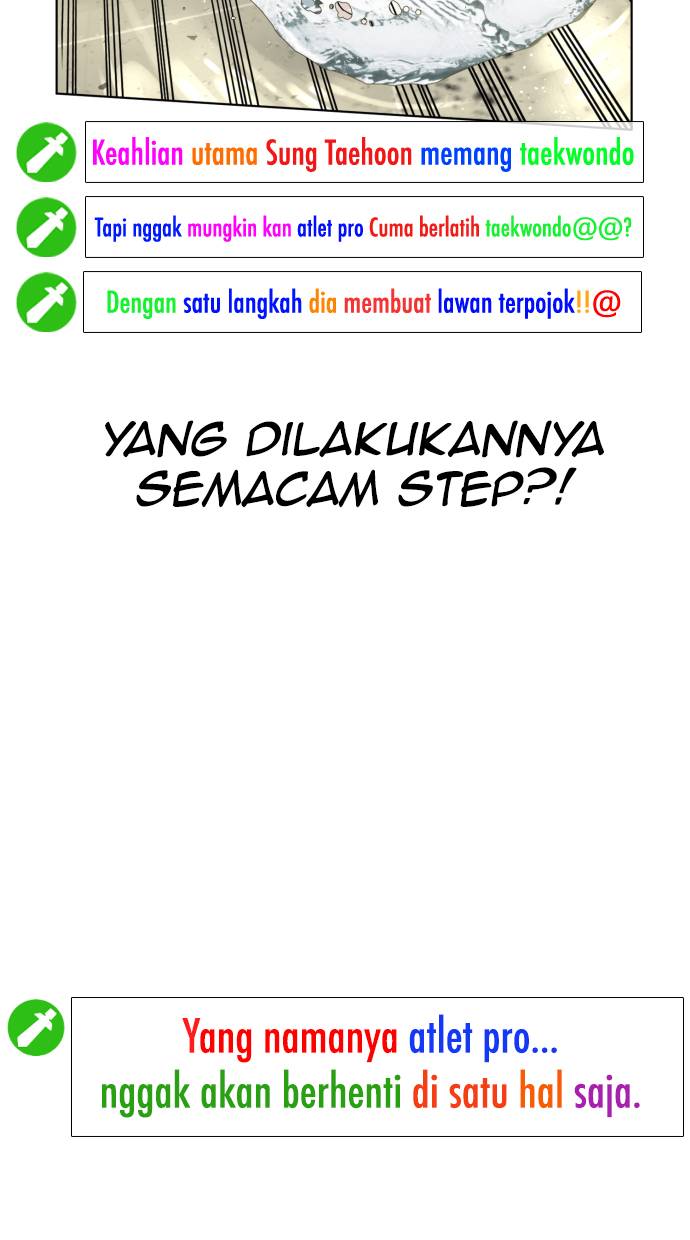 Keahlian utama Sung Taehoon memang taekwondo
Tapi nggak mungkin kan atlet pro Cuma berlatih taekwondo@@?
Dengan satu langkah dia membuat lawan terpojok!!@
YANG DILAKUKANNYA
SEMACAM STEP?!
Yang namanya atlet pro...
nggak akan berhenti di satu hal saja.